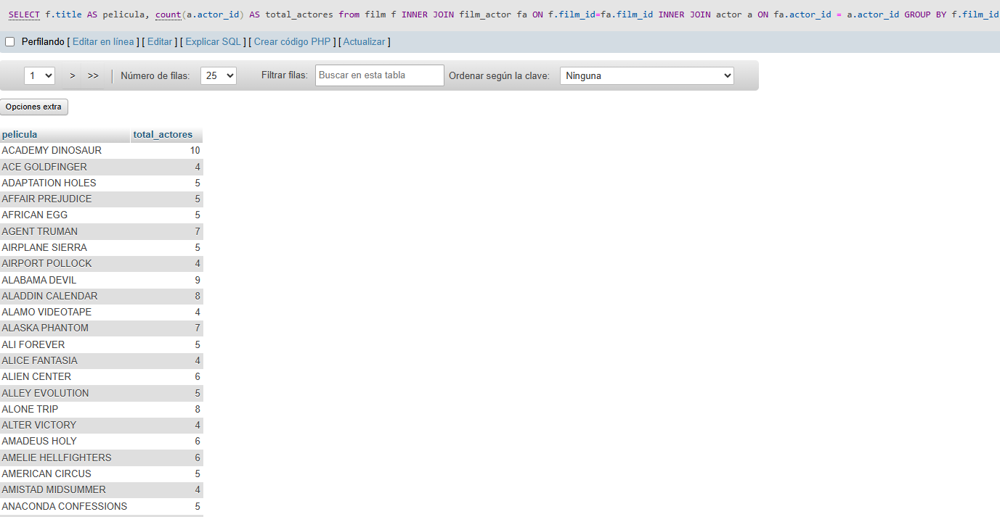 SELECT f.title AS pelicula, count(a.actor_id) AS total_actores from film f INNER JOIN film_actor fa ON f.film_id=fa.film_id INNER JOIN actor a ON fa.actor_id = a.actor_id GROUP BY f.film_id
Perfilando [ Editar en línea ] [ Editar ] [ Explicar SQL ] [ Crear código PHP ] [ Actualizar ]
1 > >> | Número de filas: 25 Filtrar filas: Buscar en esta tabla Ordenar según la clave: Ninguna
Opciones extra
pelicula total_actores
ACADEMY DINOSAUR 10
ACE GOLDFINGER 4
ADAPTATION HOLES 5
AFFAIR PREJUDICE 5
AFRICAN EGG 5
AGENT TRUMAN 7
AIRPLANE SIERRA 5
AIRPORT POLLOCK 4
ALABAMA DEVIL 9
ALADDIN CALENDAR 8
ALAMO VIDEOTAPE 4
ALASKA PHANTOM 7
ALI FOREVER 5
ALICE FANTASIA 4
ALIEN CENTER 6
ALLEY EVOLUTION 5
ALONE TRIP 8
ALTER VICTORY 4
AMADEUS HOLY 6
AMELIE HELLFIGHTERS 6
AMERICAN CIRCUS 5
AMISTAD MIDSUMMER 4
ANACONDA CONFESSIONS 5